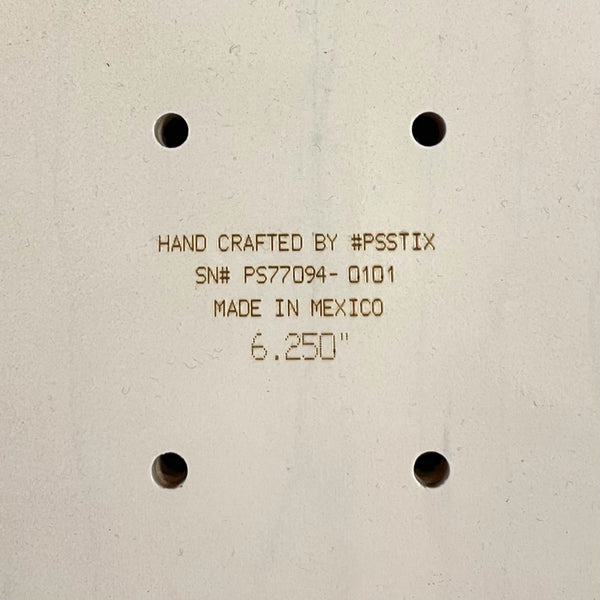 HAND CRAFTED BY #PSSTIX
SN# PS77094- 0101
MADE IN MEXICO
6.250"